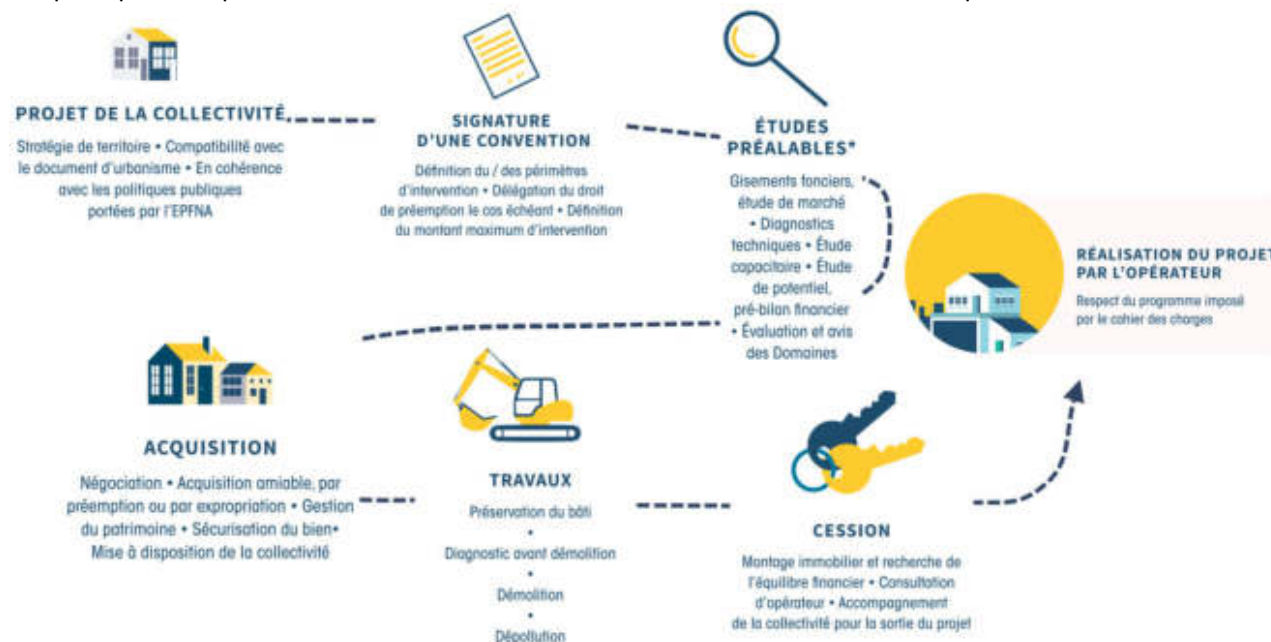 PROJET DE LA COLLECTIVITÉ
Stratégie de territoire • Compatibilité avec
le document d'urbanisme • En cohérence
avec les politiques publiques
portées par l'EPFNA
SIGNATURE
D'UNE CONVENTION
Définition du / des périmètres
d'intervention • Délégation du droit
de préemption le cas échéant • Définition
du montant maximum d'intervention
ÉTUDES
PRÉALABLES*
Gisements fonciers,
étude de marché
• Diagnostics
techniques • Étude
capacitaire • Étude
de potentiel,
pré-bilan financier
• Évaluation et avis
des Domaines
ACQUISITION
Négociation • Acquisition amiable, par
préemption ou par expropriation • Gestion
du patrimoine • Sécurisation du bien•
Mise à disposition de la collectivité
TRAVAUX
Préservation du bâti
•
Diagnostic avant démolition
•
Démolition
•
Dépollution
CESSION
Montage immobilier et recherche de
l'équilibre financier • Consultation
d'opérateur • Accompagnement
de la collectivité pour la sortie du projet
RÉALISATION DU PROJET
PAR L'OPÉRATEUR
Respect du programme imposé
par le cahier des charges